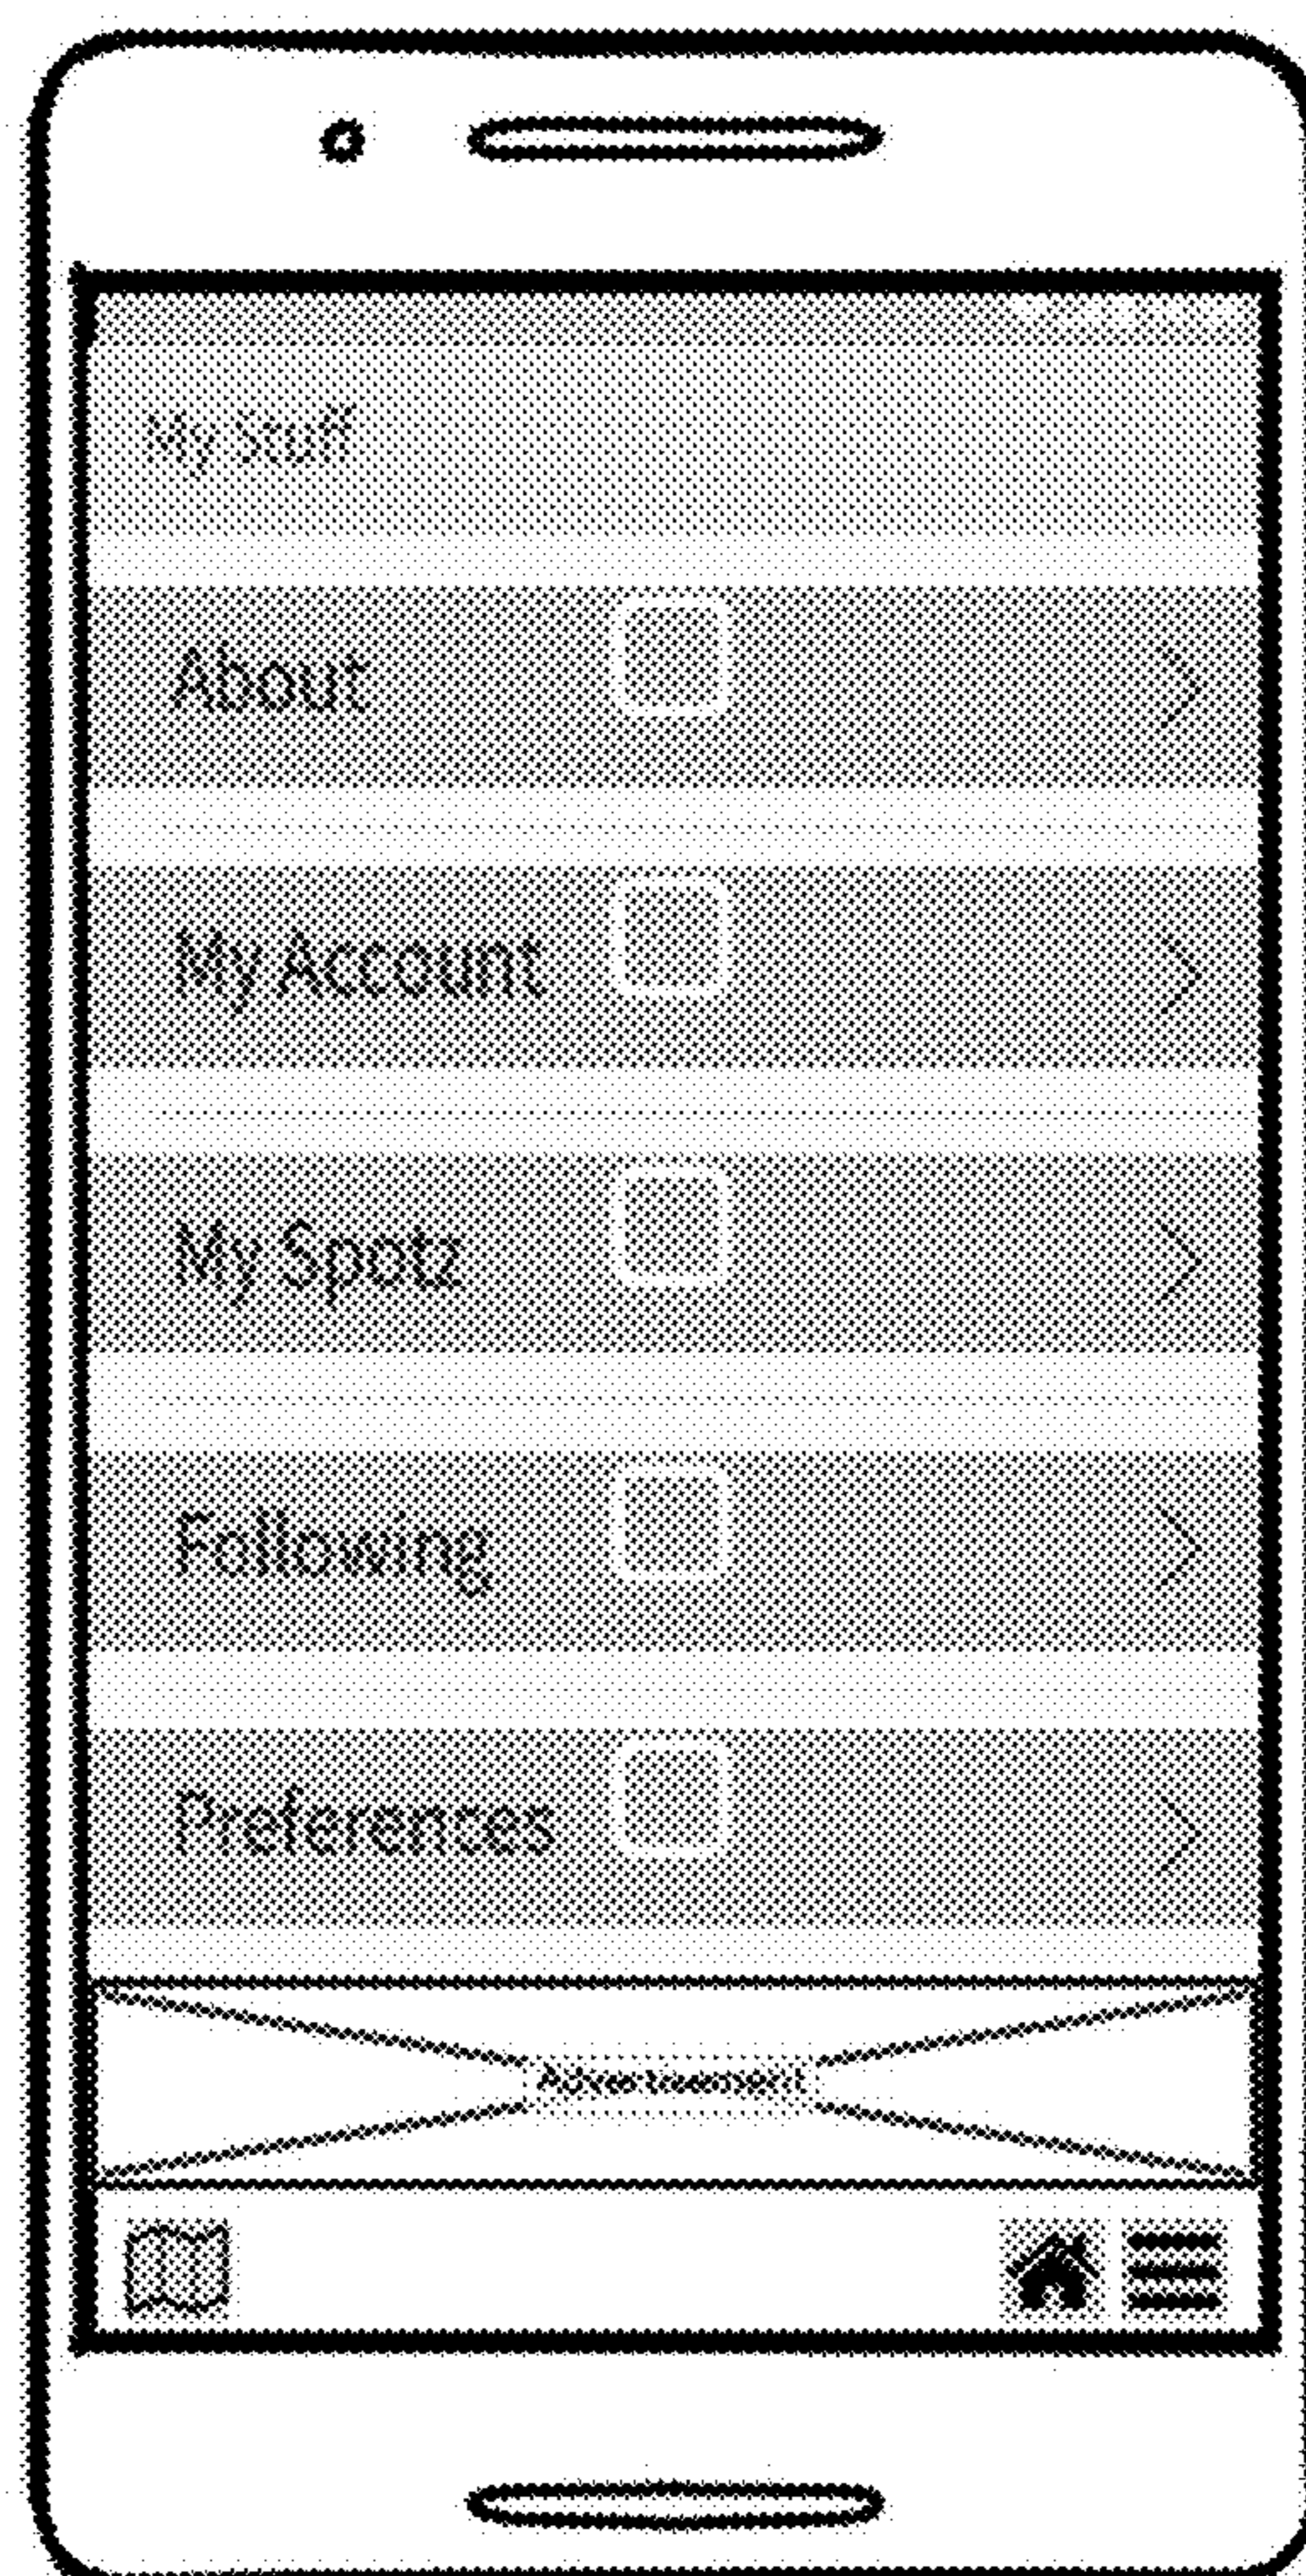 My Stuff
About
My Account
My Spotz
Following
Preferences
Advertisement